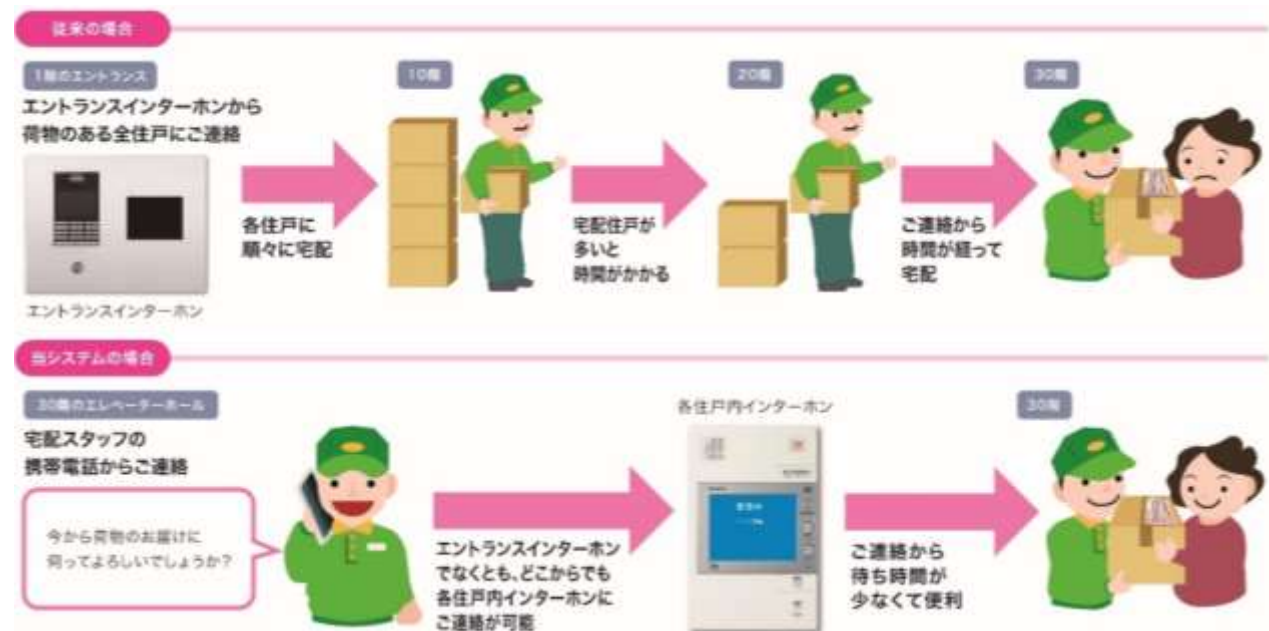 従来の場合
1階のエントランス
エントランスインターホンから
荷物のある全住戸にご連絡
エントランスインターホン
各住戸に
順々に宅配
10階
宅配住戸が
多いと
時間がかかる
20階
ご連絡から
時間が経って
宅配
30階
当システムの場合
30階のエレベーターホール
宅配スタッフの
携帯電話からご連絡
今から荷物のお届けに
伺ってよろしいでしょうか?
エントランスインターホン
でなくとも、どこからでも
各住戸内インターホンに
ご連絡が可能
各住戸内インターホン
ご連絡から
待ち時間が
少なくて便利
30階